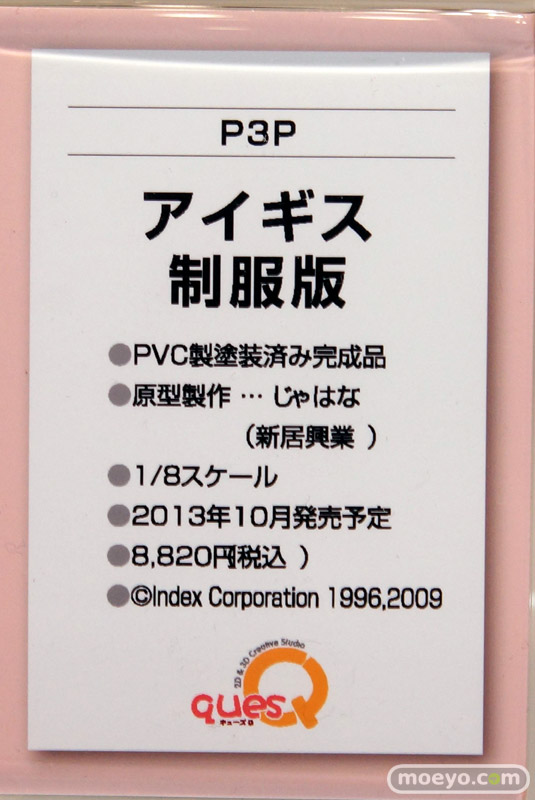 P3P
アイギス
制服版
●PVC製塗装済み完成品
●原型製作 … じゃはな
（新居興業 ）
●1/8スケール
●2013年10月発売予定
●8,820円(税込 ）
●©Index Corporation 1996,2009
2D & 3D Creative Studio
quesQ
キューズQ
moeyo.com